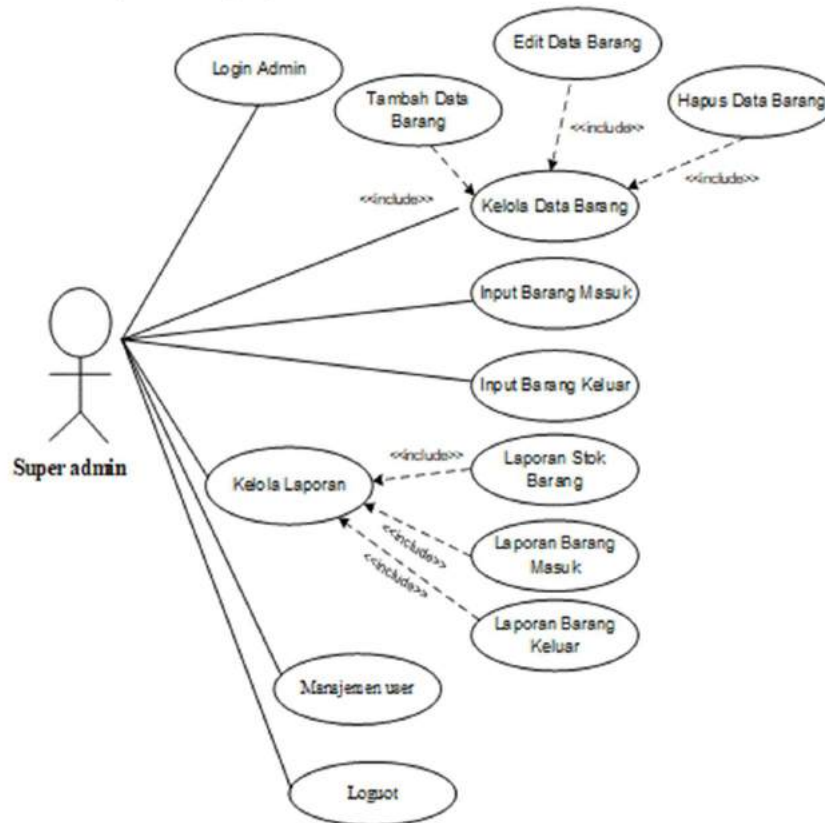 Edit Data Barang
Login Admin
Tambah Data
Barang
Hapus Data Barang
<<include>>
<<include>>
<<include>>
Kelola Data Barang
Input Barang Masuk
Input Barang Keluar
Super admin
Kelola Laporan
<<include>>
Laporan Stok
Barang
<<include>>
Laporan Barang
Masuk
<<include>>
Laporan Barang
Keluar
Manajemen user
Loguot